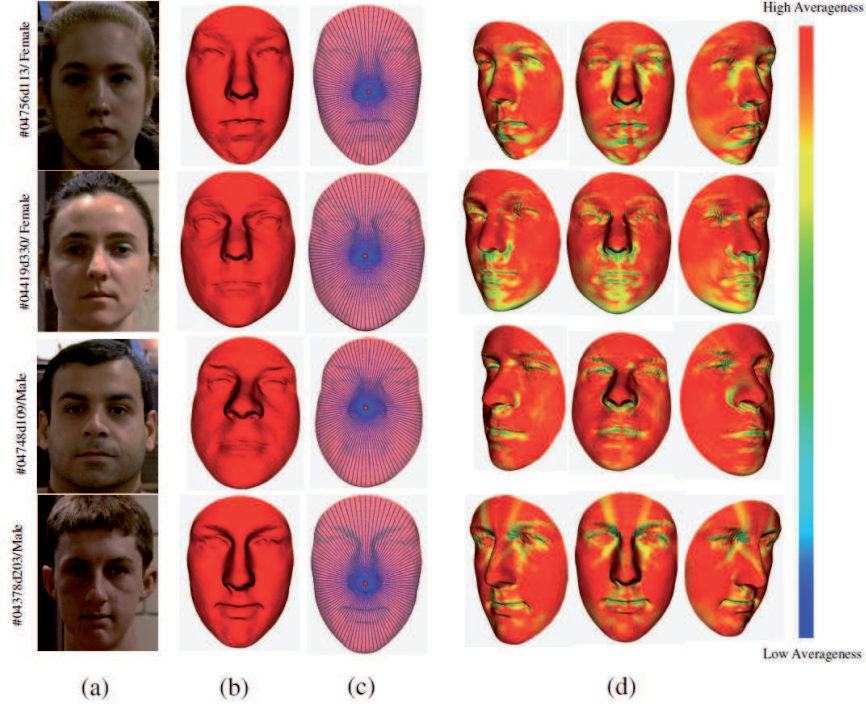 High Averageness
#04756d113/ Female
#04419d330/ Female
#04748d109/Male
#04378d203/Male
Low Averageness
(a)
(b)
(c)
(d)